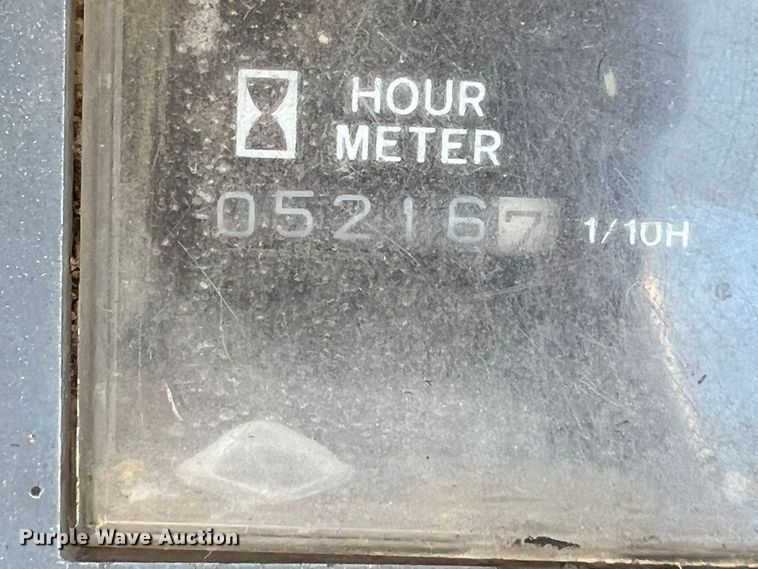 HOUR
METER
052167 1/10H
Purple Wave Auction